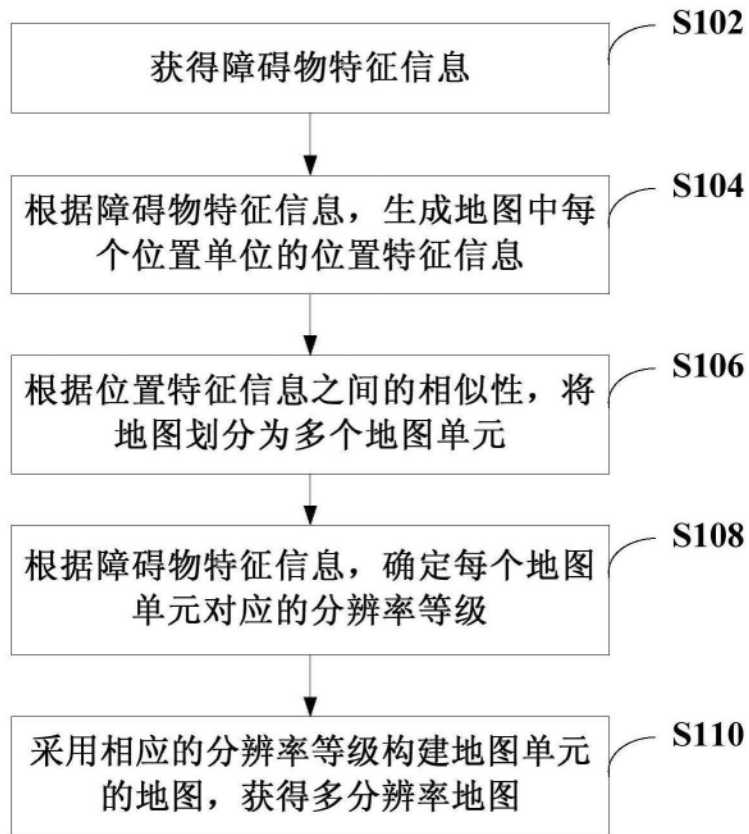 S102
获得障碍物特征信息
S104
根据障碍物特征信息，生成地图中每
个位置单位的位置特征信息
S106
根据位置特征信息之间的相似性，将
地图划分为多个地图单元
S108
根据障碍物特征信息，确定每个地图
单元对应的分辨率等级
S110
采用相应的分辨率等级构建地图单元
的地图，获得多分辨率地图